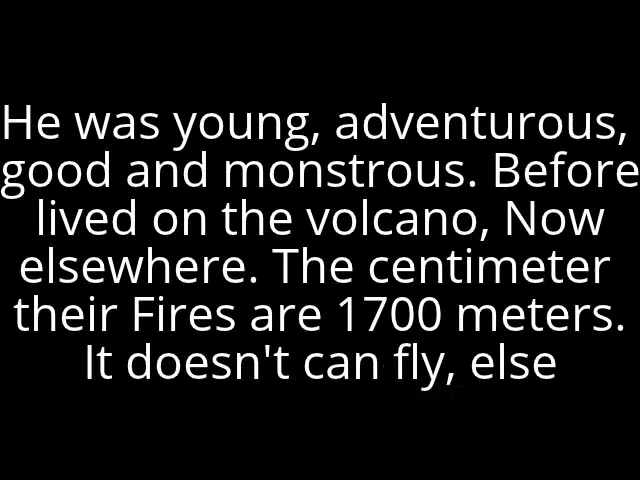 He was young, adventurous,
good and monstrous. Before
lived on the volcano, Now
elsewhere. The centimeter
their Fires are 1700 meters.
It doesn't can fly, else